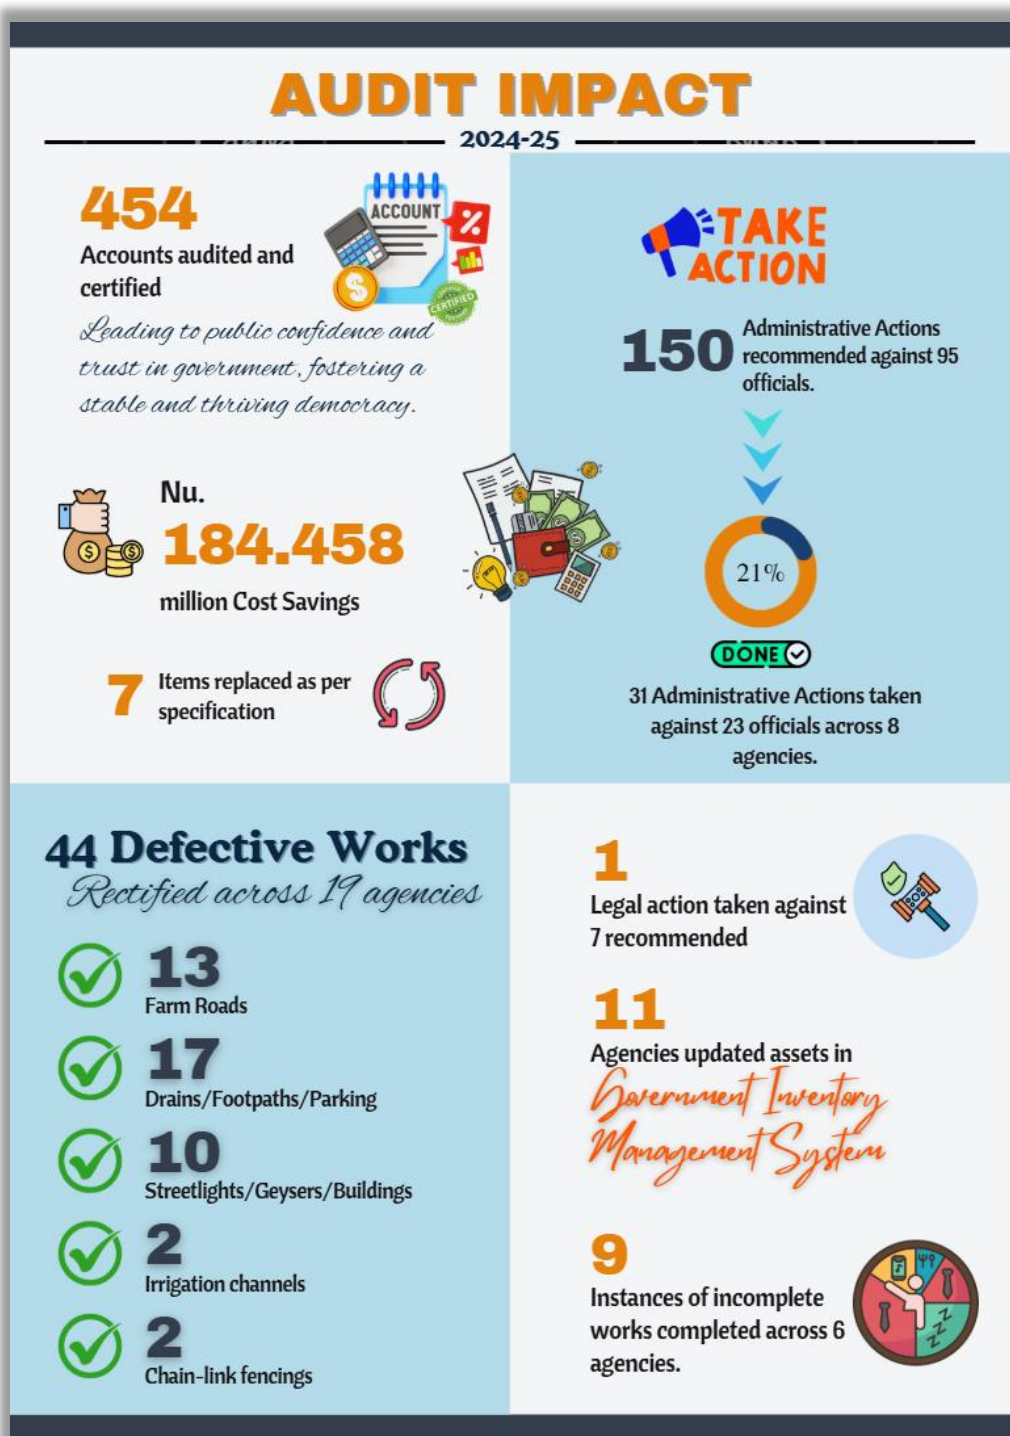 AUDIT IMPACT
2024-25
454
Accounts audited and
certified
Leading to public confidence and
trust in government, fostering a
stable and thriving democracy.
ACCOUNT
%
CERTIFIED
Nu.
184.458
million Cost Savings
7
Items replaced as per
specification
TAKE
ACTION
150
Administrative Actions
recommended against 95
officials.
21%
DONE
31 Administrative Actions taken
against 23 officials across 8
agencies.
44 Defective Works
Rectified across 19 agencies
13
Farm Roads
17
Drains/Footpaths/Parking
10
Streetlights/Geysers/Buildings
2
Irrigation channels
2
Chain-link fencings
1
Legal action taken against
7 recommended
11
Agencies updated assets in
Government Inventory
Management System
9
Instances of incomplete
works completed across 6
agencies.